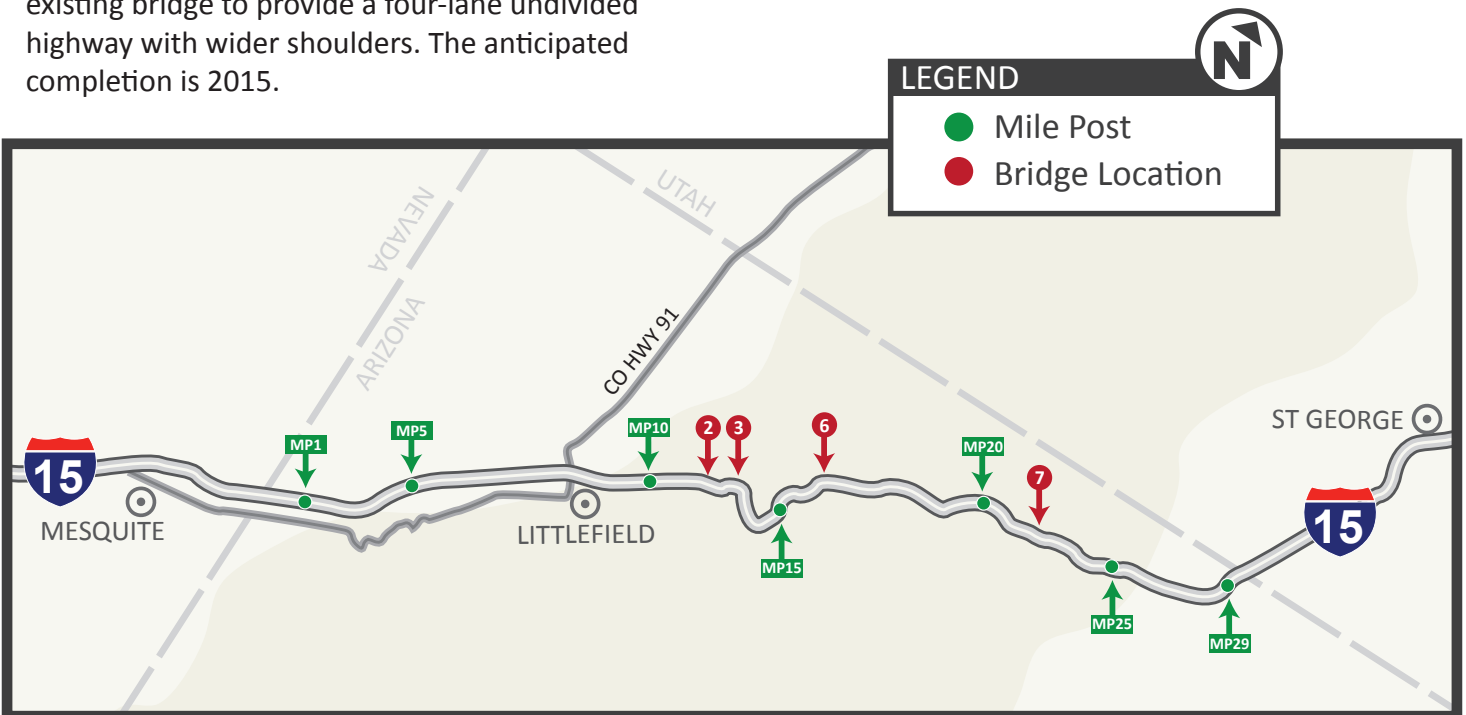 existing bridge to provide a four-lane undivided
highway with wider shoulders. The anticipated
completion is 2015.
N
LEGEND
Mile Post
Bridge Location
NEVADA
ARIZONA
UTAH
CO HWY 91
15
MESQUITE
MP1
MP5
LITTLEFIELD
MP10
2
3
MP15
6
MP20
7
MP25
MP29
15
ST GEORGE